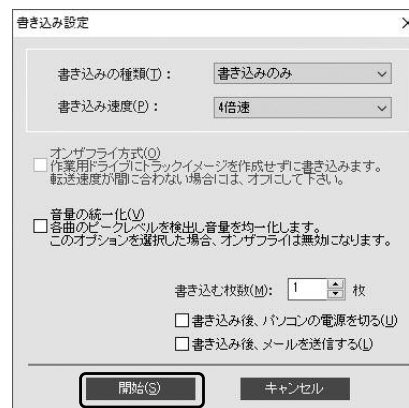 書き込み設定
書き込みの種類(T)： 書き込みのみ
書き込み速度(P)： 4倍速
オンザフライ方式(O)
作業用ドライブにトラックイメージを作成せずに書き込みます。
転送速度が間に合わない場合には、オフにして下さい。
音量の統一化(V)
各曲のピークレベルを検出し音量を均一化します。
このオプションを選択した場合、オンザフライは無効になります。
書き込む枚数(M)： 1 枚
書き込み後、パソコンの電源を切る(U)
書き込み後、メールを送信する(L)
開始(S) キャンセル